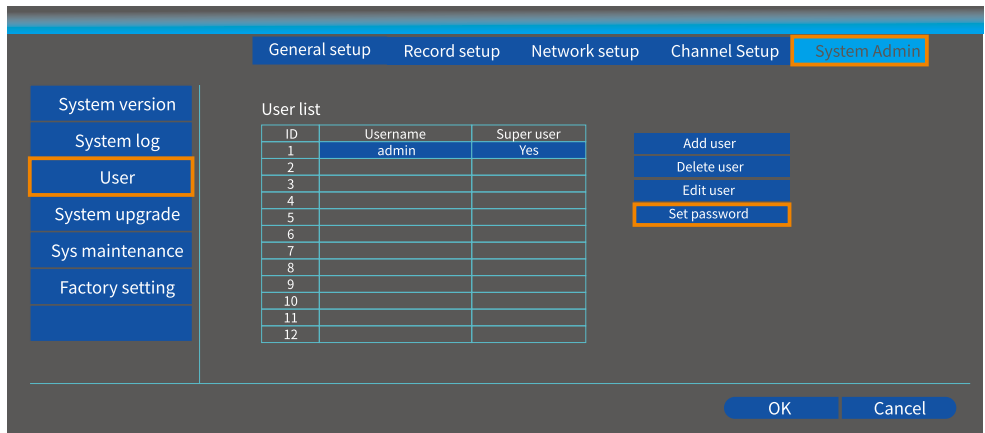 General setup Record setup Network setup Channel Setup System Admin
System version
System log
User
System upgrade
Sys maintenance
Factory setting
User list
ID Username Super user
1 admin Yes
2
3
4
5
6
7
8
9
10
11
12
Add user
Delete user
Edit user
Set password
OK Cancel